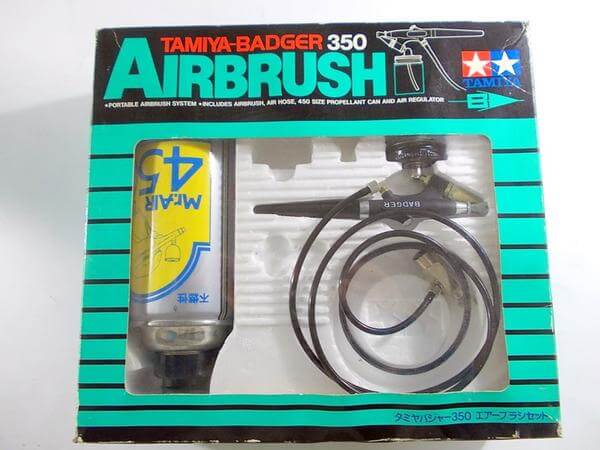 TAMIYA-BADGER 350
AIRBRUSH
•PORTABLE AIRBRUSH SYSTEM •INCLUDES AIRBRUSH, AIR HOSE, 450 SIZE PROPELLANT CAN AND AIR REGULATOR
TAMIYA
Mr.AIR
45
不燃性
BADGER
タミヤバジャー350 エアーブラシセット